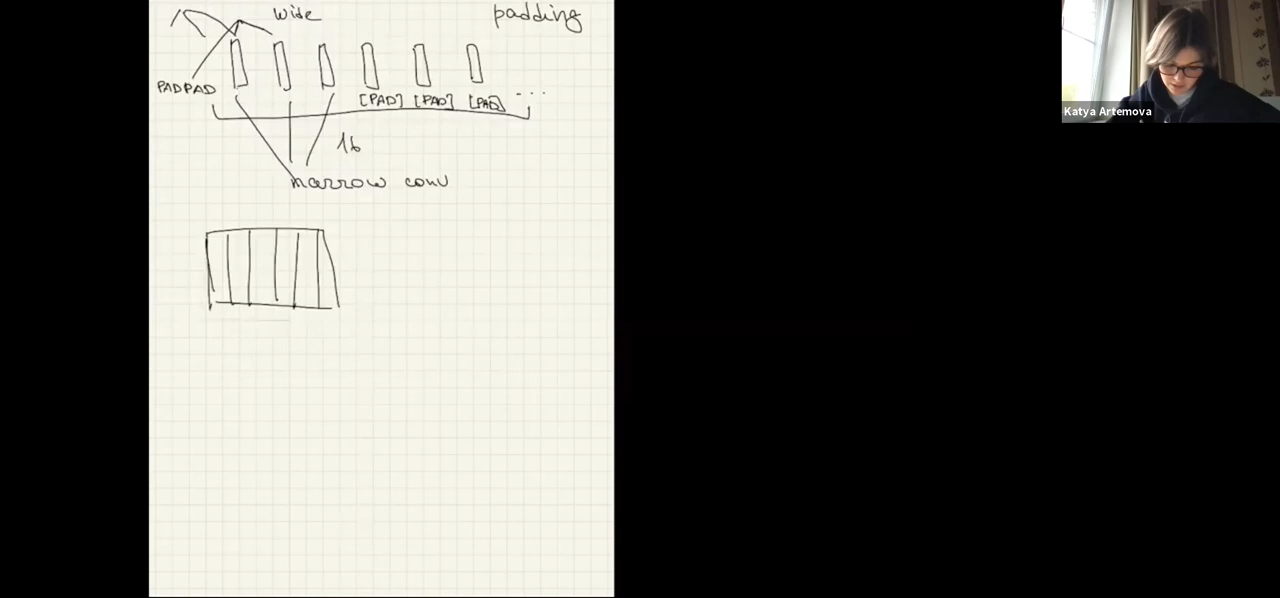 wide padding
PADPAD [PAD] [PAD] [PAD] ...
16
narrow conv
Katya Artemova